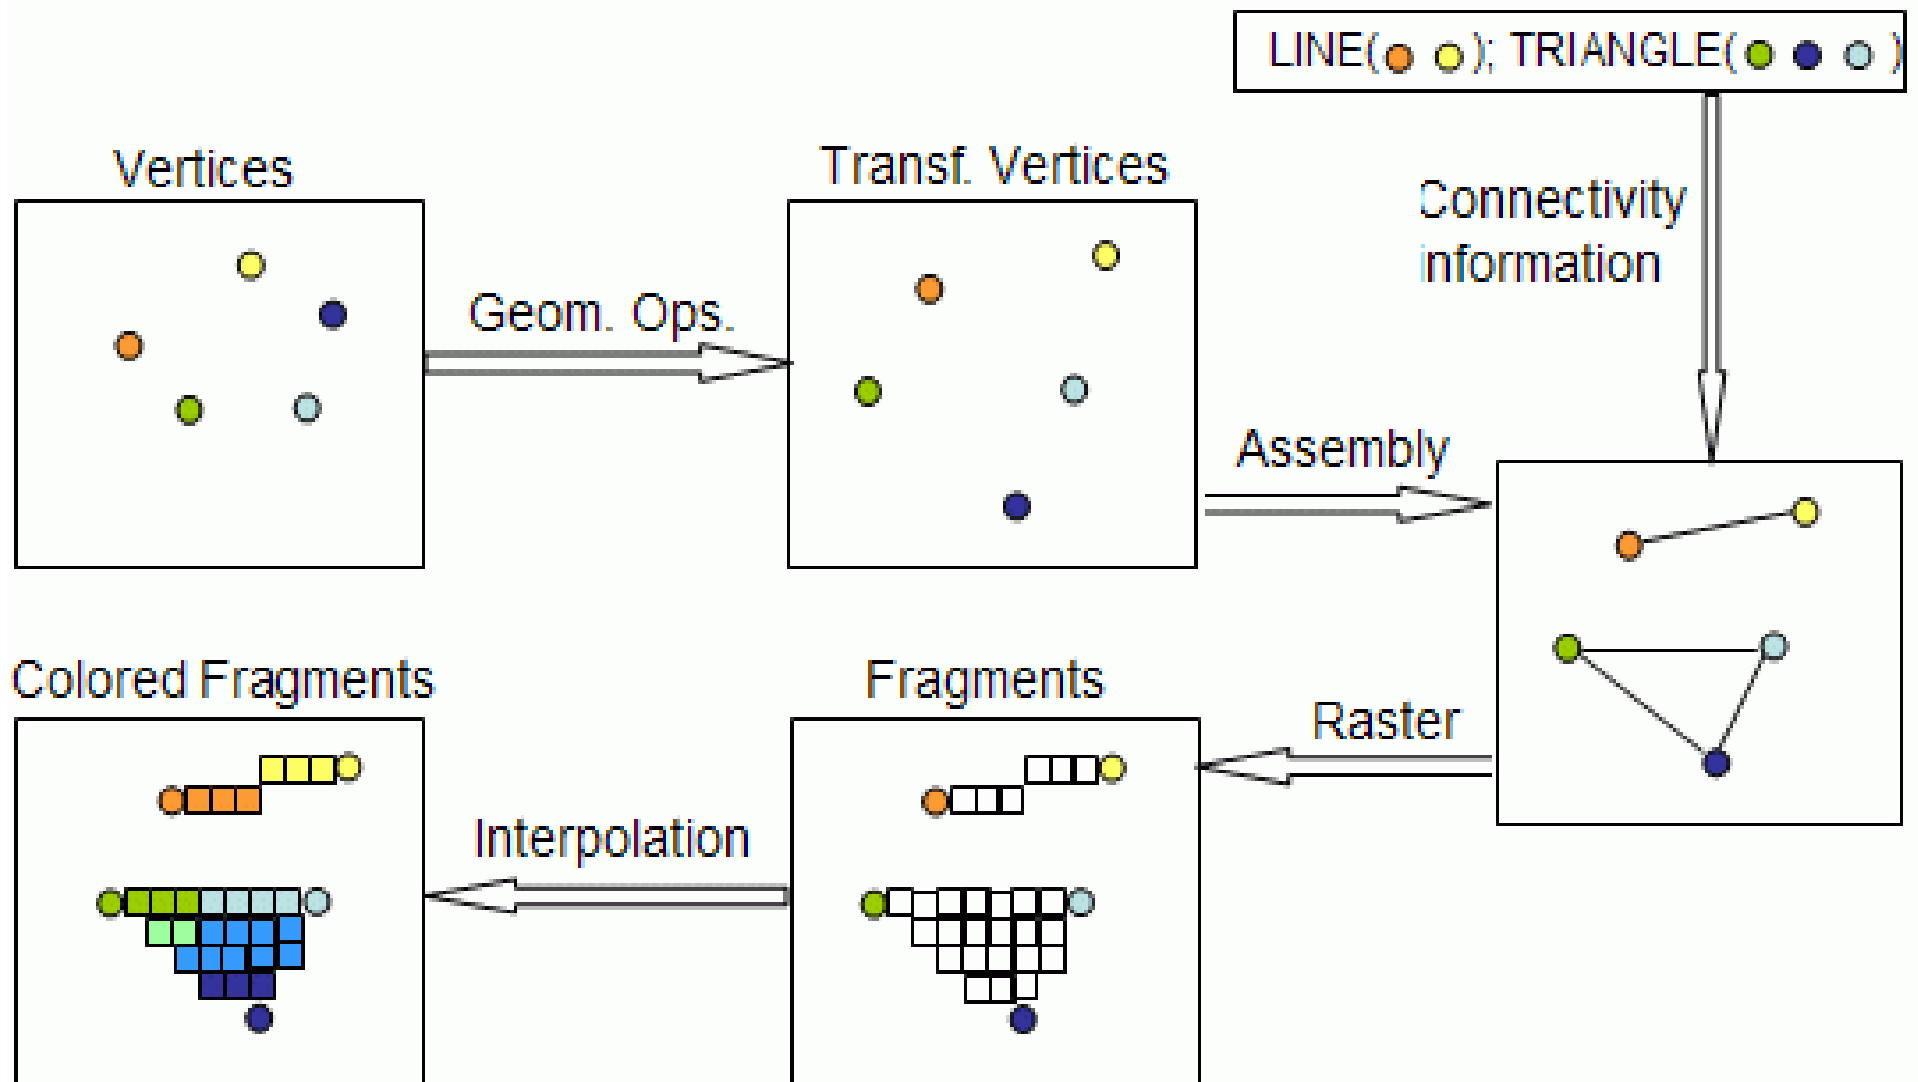 LINE( ); TRIANGLE( )
Vertices
Transf. Vertices
Connectivity
information
Geom. Ops.
Assembly
Colored Fragments
Fragments
Raster
Interpolation